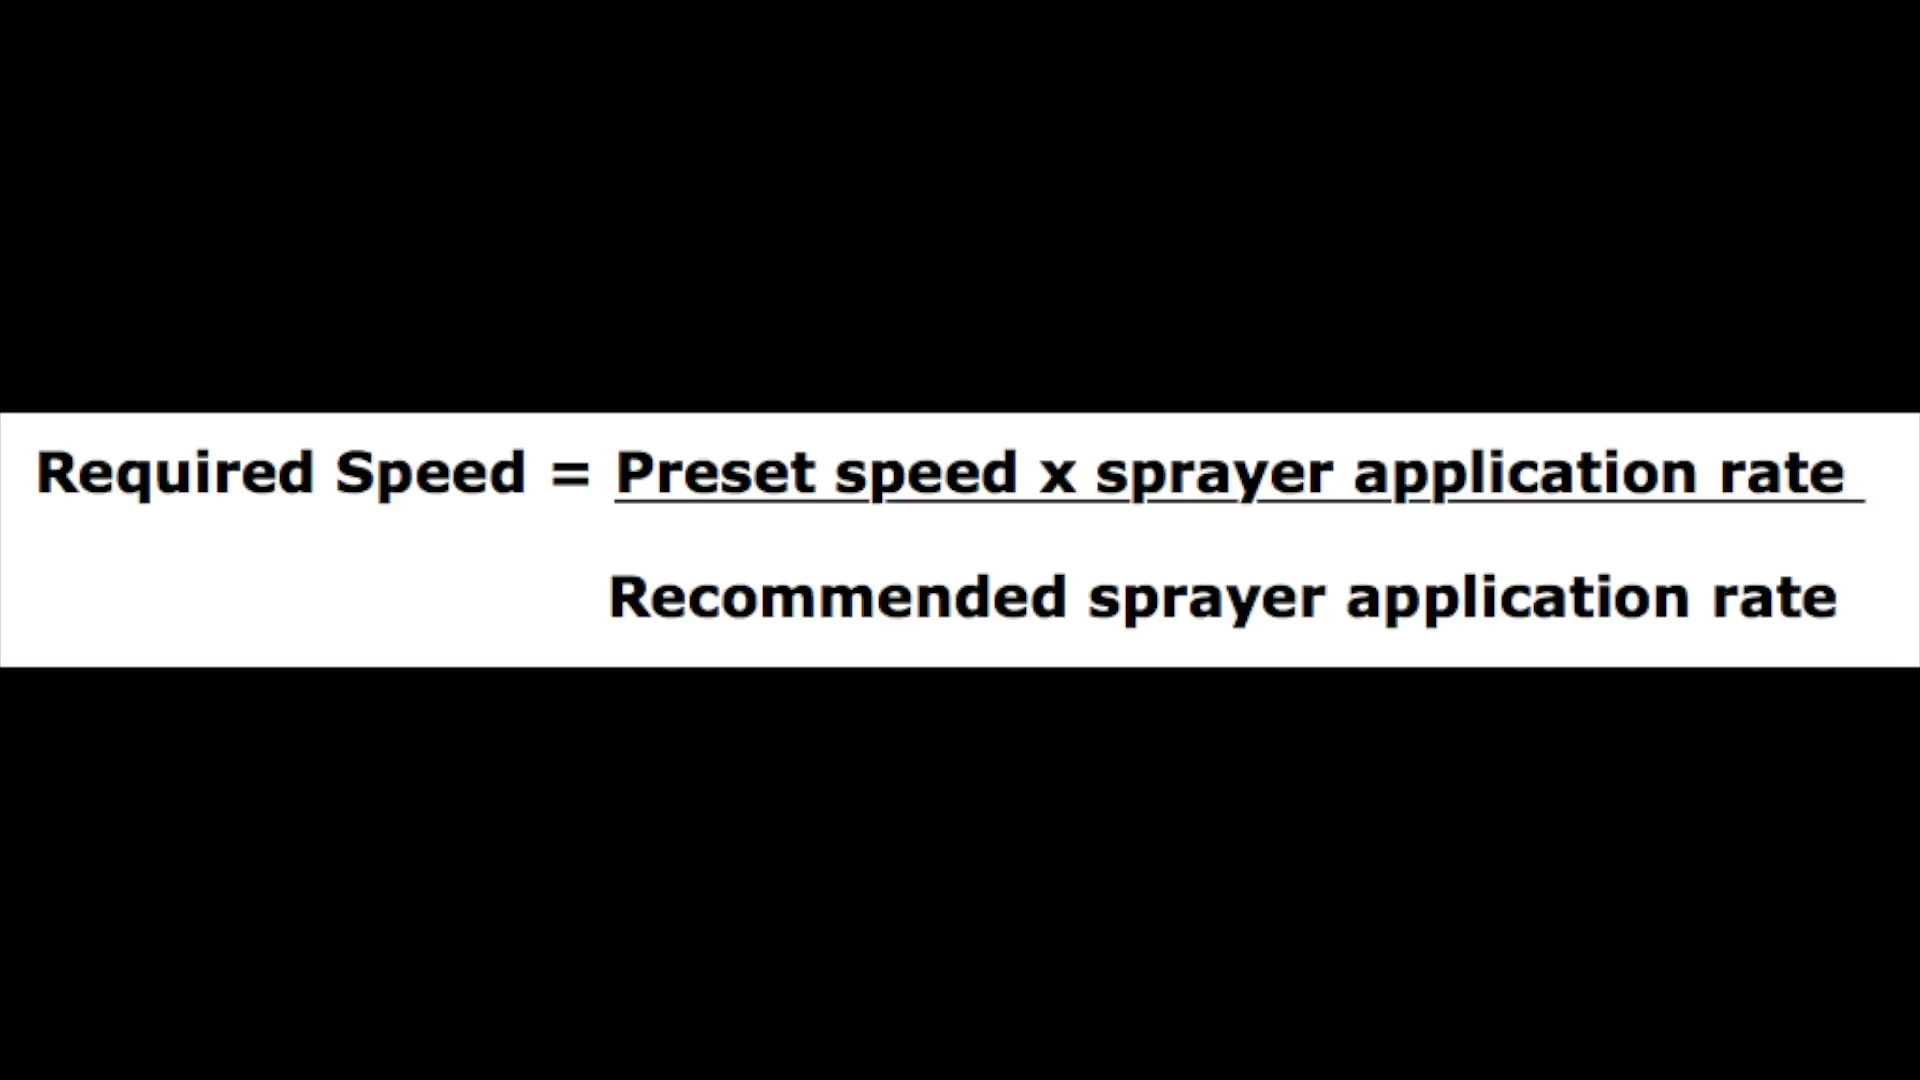 Required Speed = Preset speed x sprayer application rate
Recommended sprayer application rate